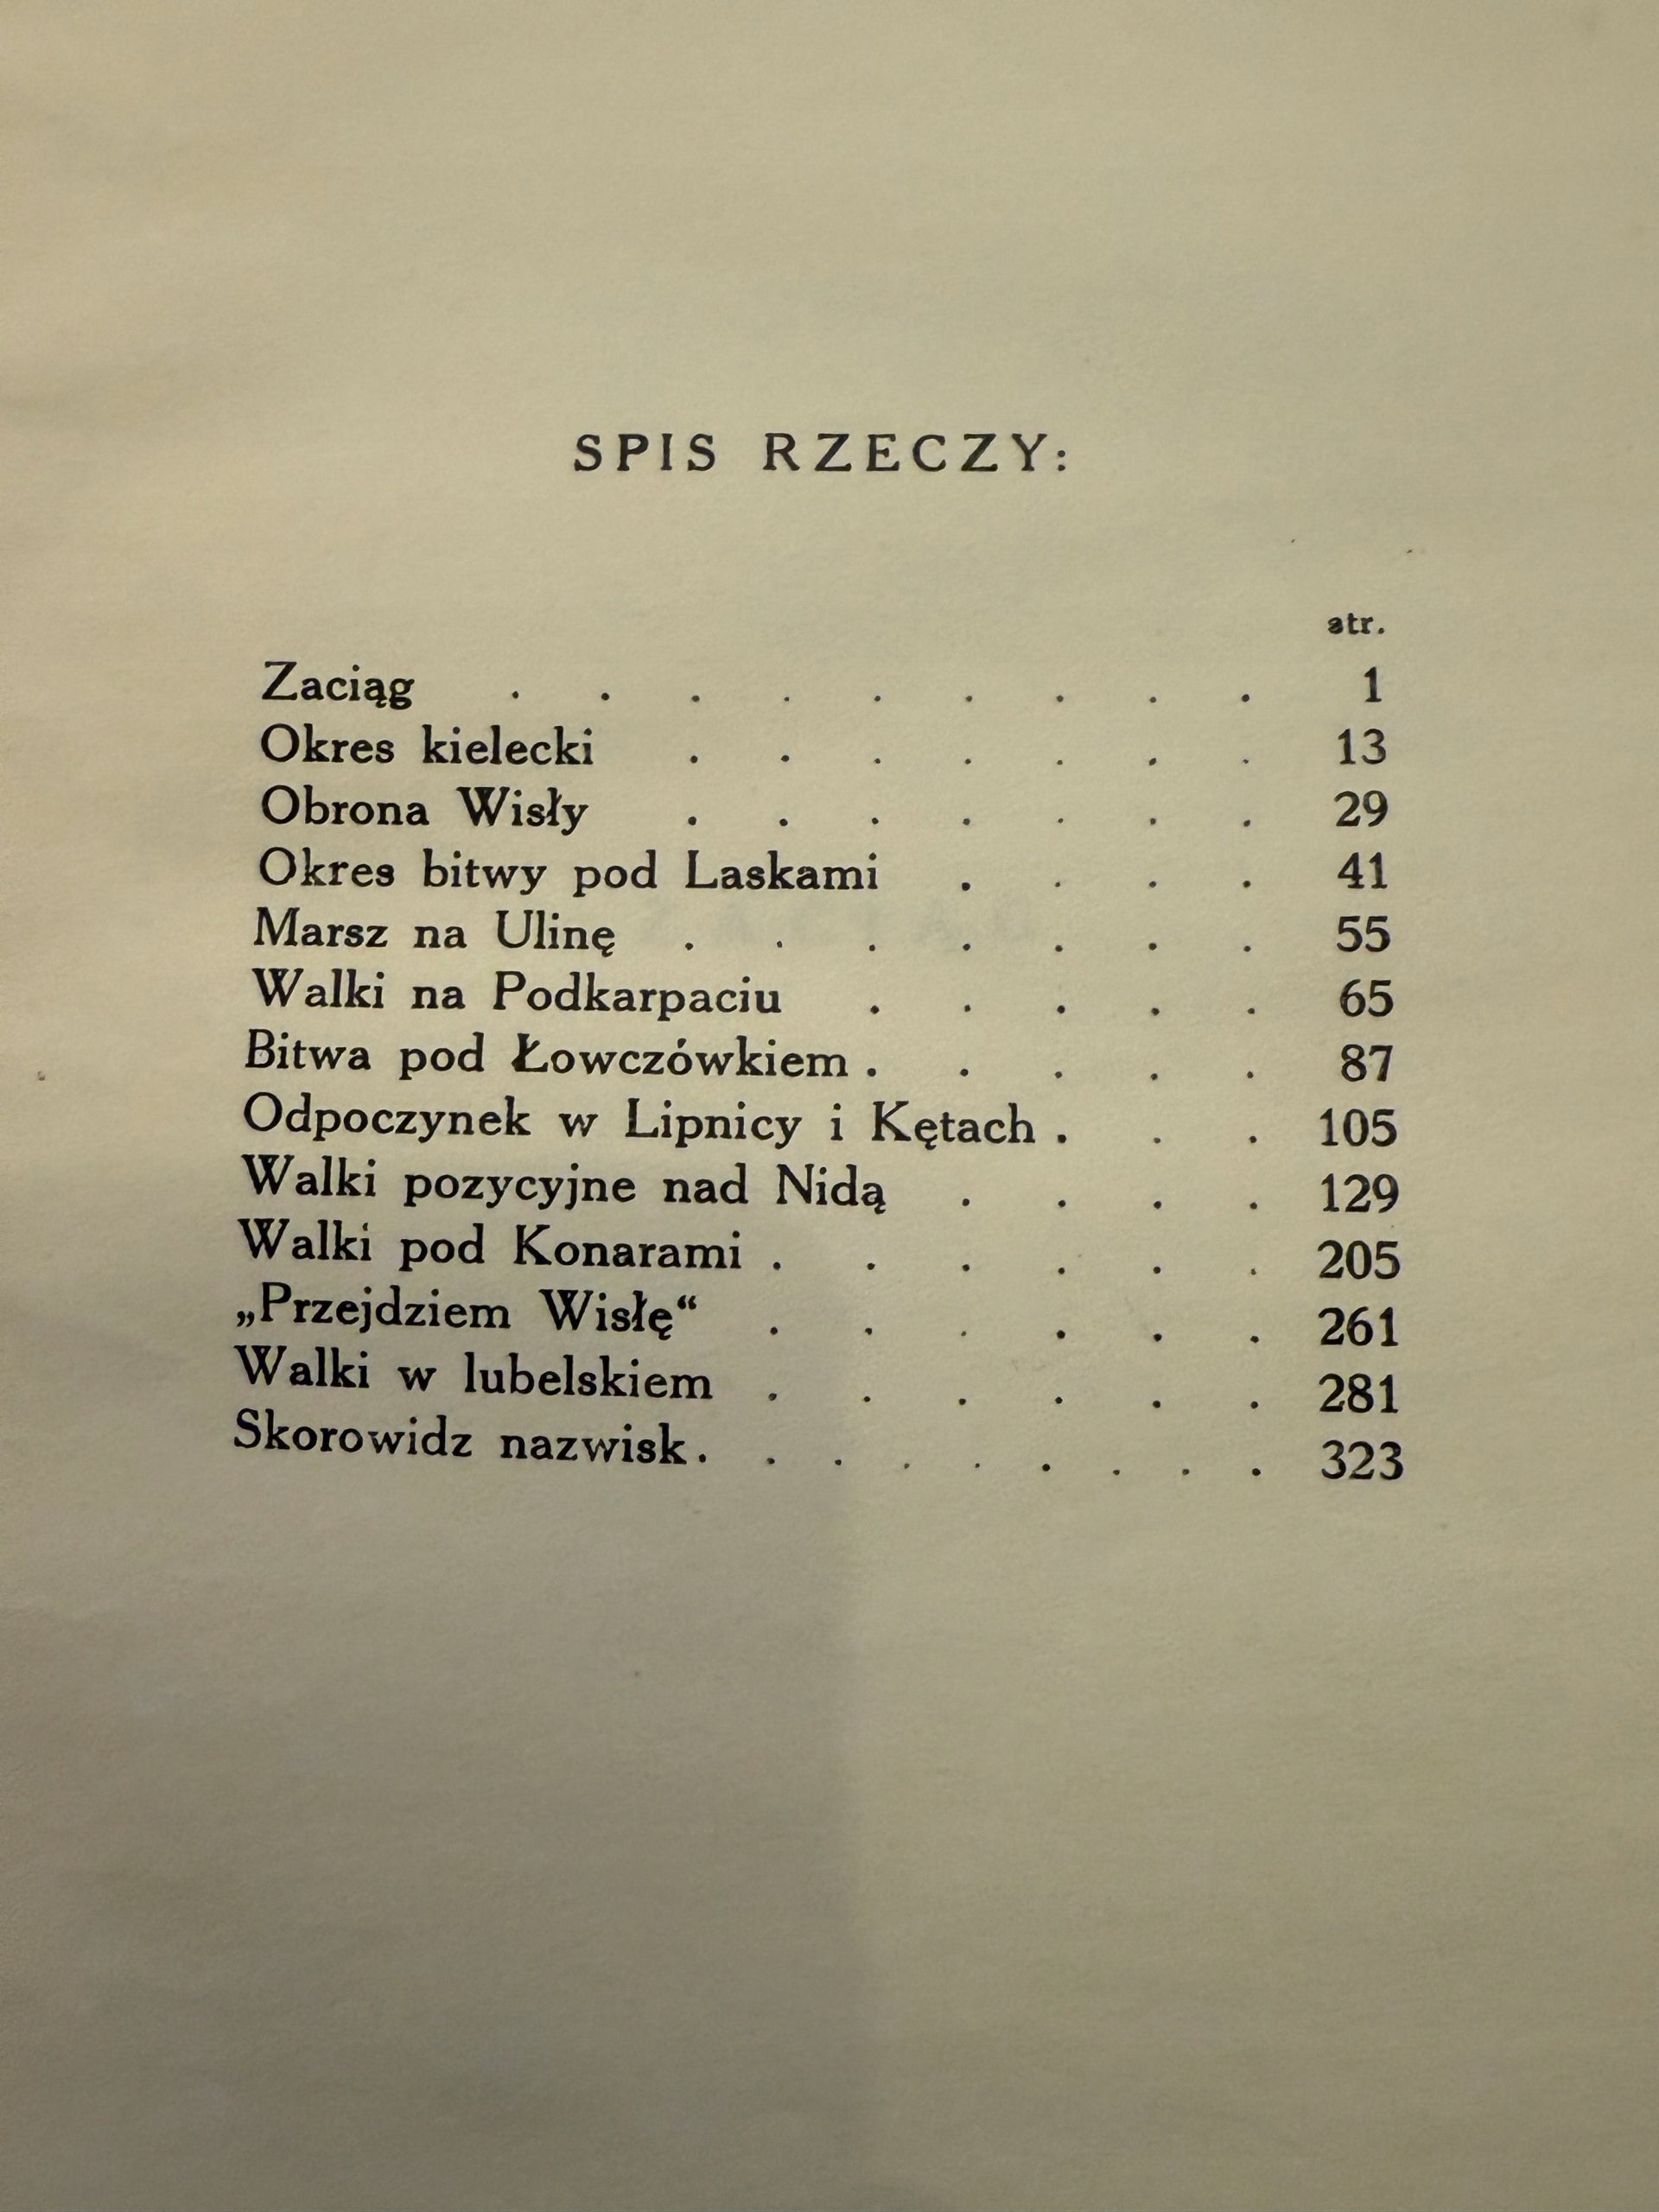 SPIS RZECZY:
str.
Zaciąg . . . . . . . . . 1
Okres kielecki . . . . . . . 13
Obrona Wisły . . . . . . . 29
Okres bitwy pod Laskami . . . . 41
Marsz na Ulinę . . . . . . . 55
Walki na Podkarpaciu . . . . . 65
Bitwa pod Łowczówkiem . . . . . 87
Odpoczynek w Lipnicy i Kętach . . . 105
Walki pozycyjne nad Nidą . . . . 129
Walki pod Konarami . . . . . . 205
„Przejdziem Wisłę“ . . . . . . 261
Walki w lubelskiem . . . . . . 281
Skorowidz nazwisk . . . . . . . . . 323